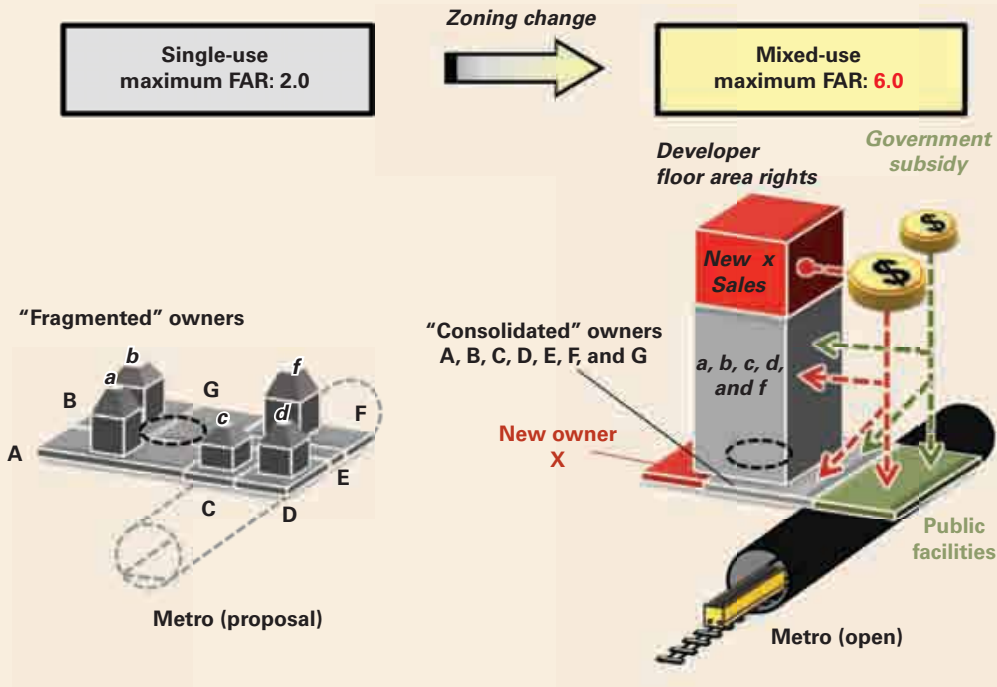 Zoning change
Single-use
maximum FAR: 2.0
Mixed-use
maximum FAR: 6.0
Government
subsidy
Developer
floor area rights
$
$
New x
Sales
"Fragmented" owners
"Consolidated" owners
A, B, C, D, E, F, and G
a, b, c, d,
and f
b
a
f
B
G
c
d
F
A
E
C
D
New owner
X
Public
facilities
Metro (proposal)
Metro (open)